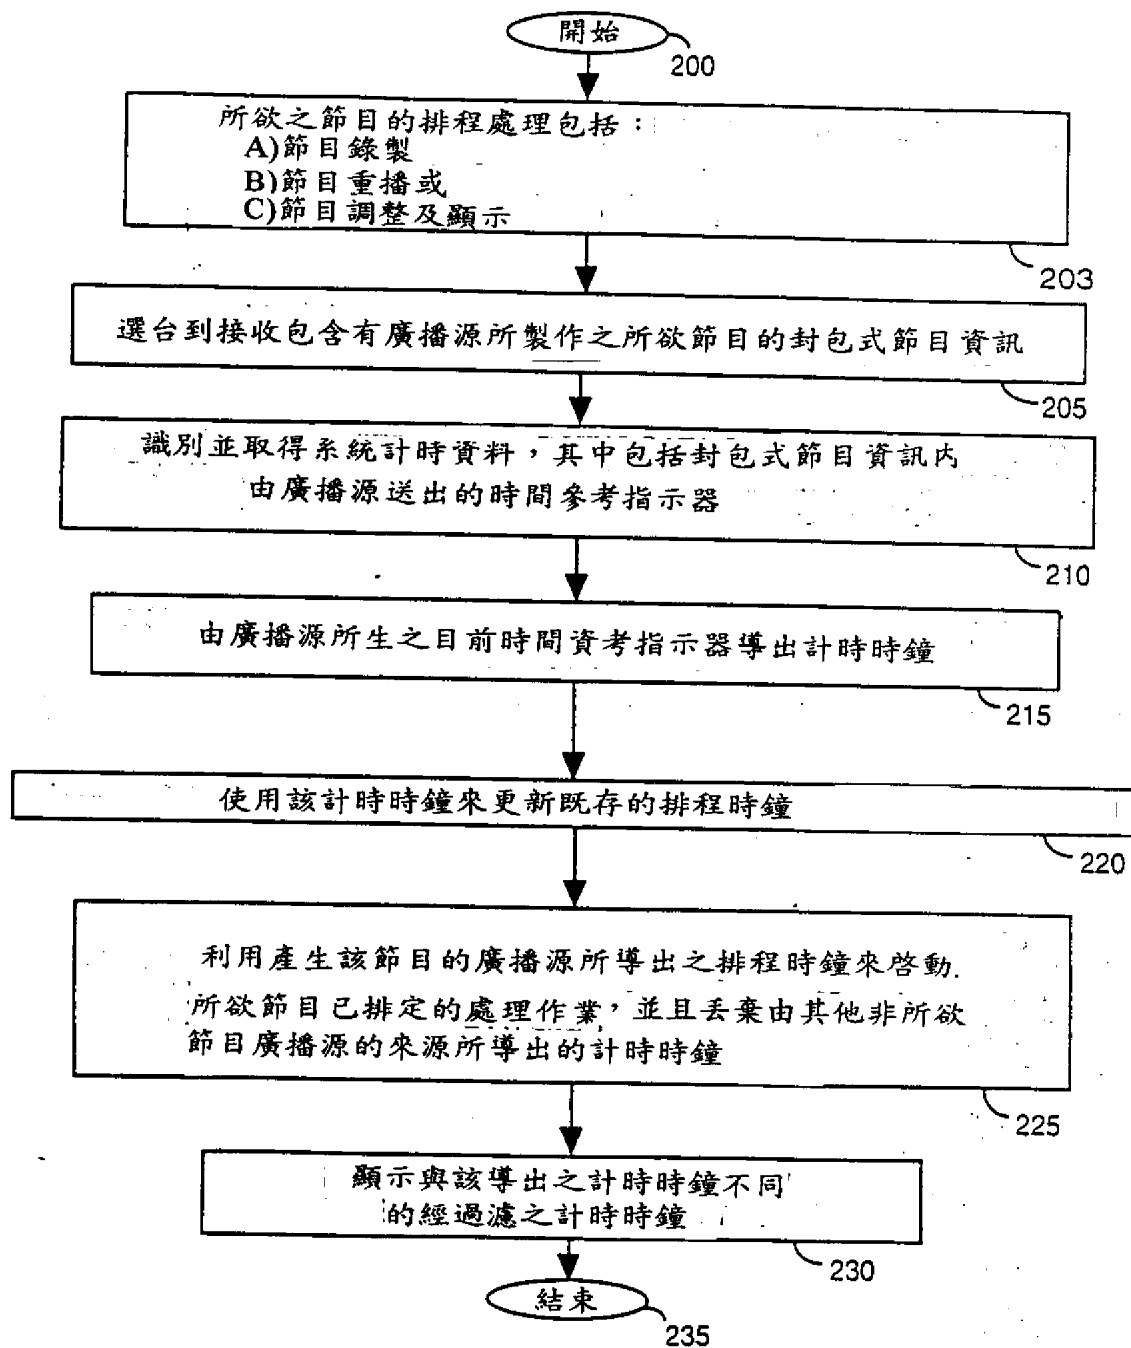 開始
200
所欲之節目的排程處理包括：
A)節目錄製
B)節目重播或
C)節目調整及顯示
203
選台到接收包含有廣播源所製作之所欲節目的封包式節目資訊
205
識別並取得系統計時資料，其中包括封包式節目資訊內
由廣播源送出的時間參考指示器
210
由廣播源所生之目前時間資考指示器導出計時時鐘
215
使用該計時時鐘來更新既存的排程時鐘
220
利用產生該節目的廣播源所導出之排程時鐘來啓動.
所欲節目已排定的處理作業，並且丟棄由其他非所欲
節目廣播源的來源所導出的計時時鐘
225
顯示與該導出之計時時鐘不同
的經過濾之計時時鐘
230
結束
235